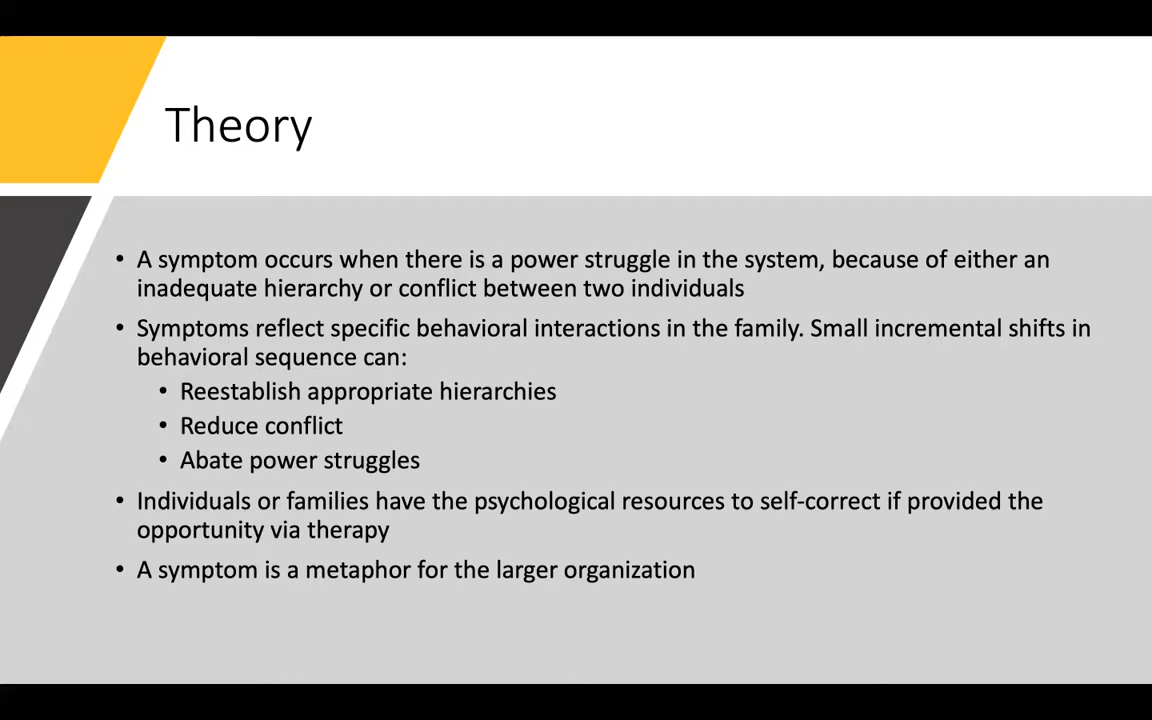 Theory
• A symptom occurs when there is a power struggle in the system, because of either an
inadequate hierarchy or conflict between two individuals
• Symptoms reflect specific behavioral interactions in the family. Small incremental shifts in
behavioral sequence can:
• Reestablish appropriate hierarchies
• Reduce conflict
• Abate power struggles
• Individuals or families have the psychological resources to self-correct if provided the
opportunity via therapy
• A symptom is a metaphor for the larger organization